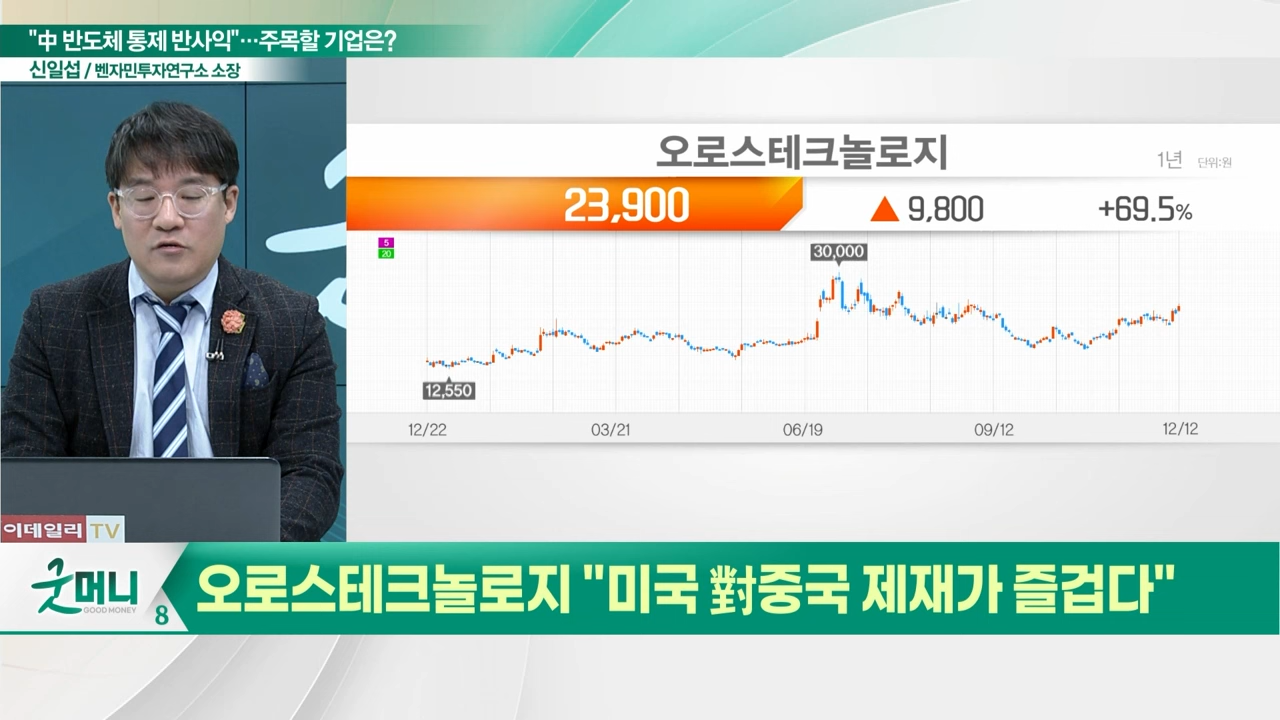 "中 반도체 통제 반사익"…주목할 기업은?
신일섭 / 벤자민투자연구소 소장
오로스테크놀로지
1년 단위:원
23,900 ▲ 9,800 +69.5%
5
20
30,000
12,550
12/22 03/21 06/19 09/12 12/12
이데일리 TV
굿머니
GOOD MONEY
8
오로스테크놀로지 "미국 對중국 제재가 즐겁다"